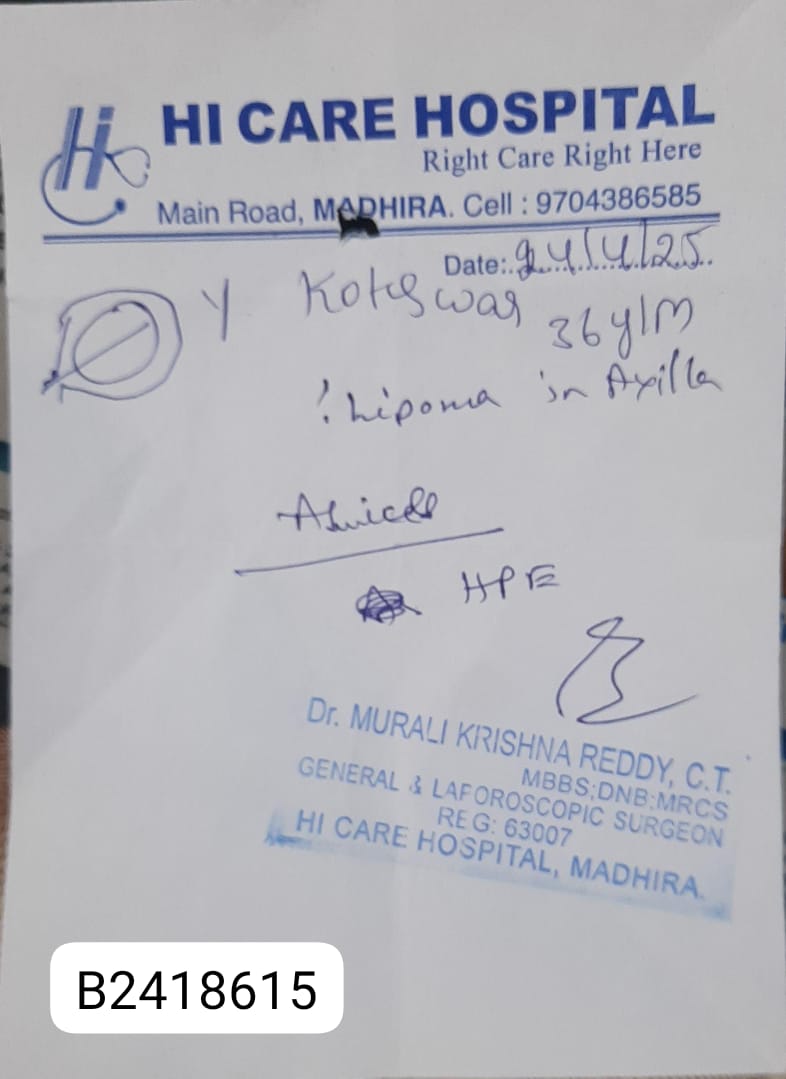 Hi
HI CARE HOSPITAL
Right Care Right Here
Main Road, MADHIRA. Cell : 9704386585
Date: 24/4/25
Y Koteswar 36y/M
! Lipoma in Axilla
HPE
Dr. MURALI KRISHNA REDDY, C.T.
MBBS;DNB:MRCS
GENERAL & LAFOROSCOPIC SURGEON
REG: 63007
HI CARE HOSPITAL, MADHIRA.
B2418615